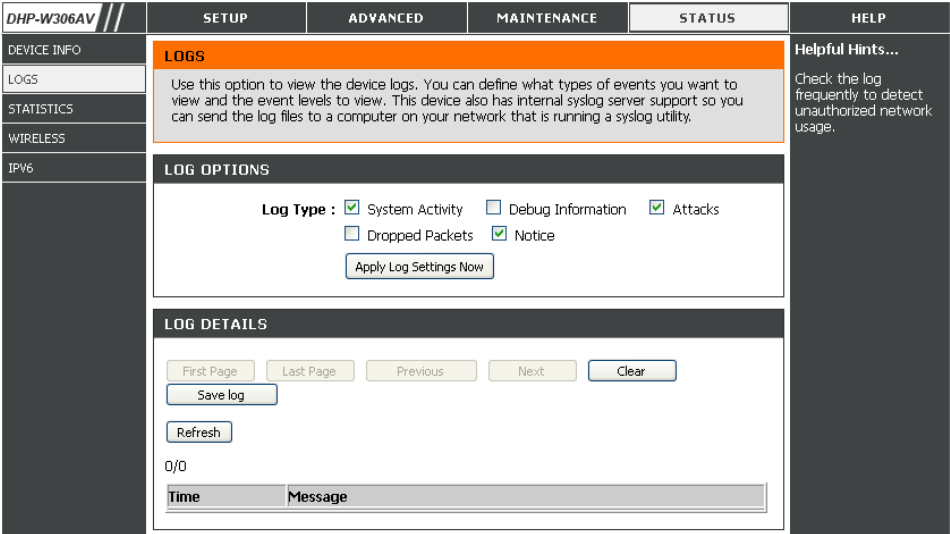 DHP-W306AV
SETUP
ADVANCED
MAINTENANCE
STATUS
HELP
DEVICE INFO
LOGS
STATISTICS
WIRELESS
IPV6
LOGS
Use this option to view the device logs. You can define what types of events you want to
view and the event levels to view. This device also has internal syslog server support so you
can send the log files to a computer on your network that is running a syslog utility.
LOG OPTIONS
Log Type : System Activity Debug Information Attacks
Dropped Packets Notice
Apply Log Settings Now
LOG DETAILS
First Page Last Page Previous Next Clear
Save log
Refresh
0/0
Time Message
Helpful Hints...
Check the log
frequently to detect
unauthorized network
usage.